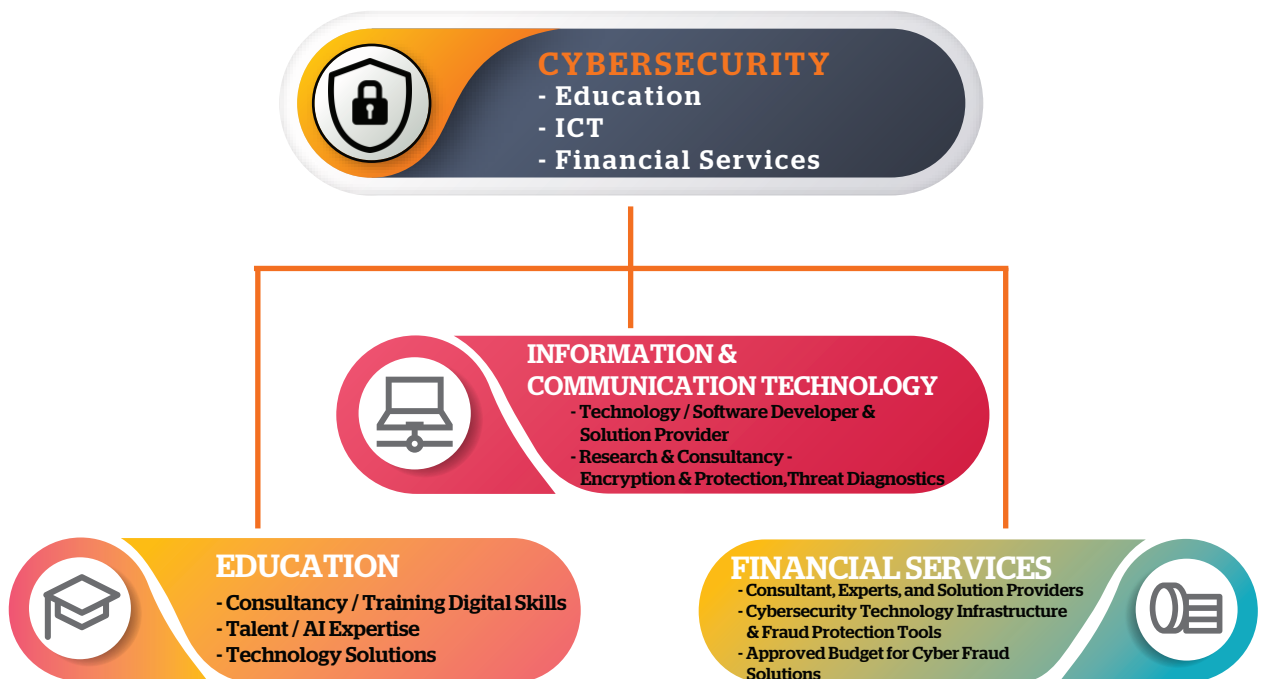 CYBERSECURITY
- Education
- ICT
- Financial Services
INFORMATION &
COMMUNICATION TECHNOLOGY
- Technology / Software Developer &
Solution Provider
- Research & Consultancy -
Encryption & Protection,Threat Diagnostics
EDUCATION
- Consultancy / Training Digital Skills
- Talent / AI Expertise
- Technology Solutions
FINANCIAL SERVICES
- Consultant, Experts, and Solution Providers
- Cybersecurity Technology Infrastructure
& Fraud Protection Tools
- Approved Budget for Cyber Fraud
Solutions